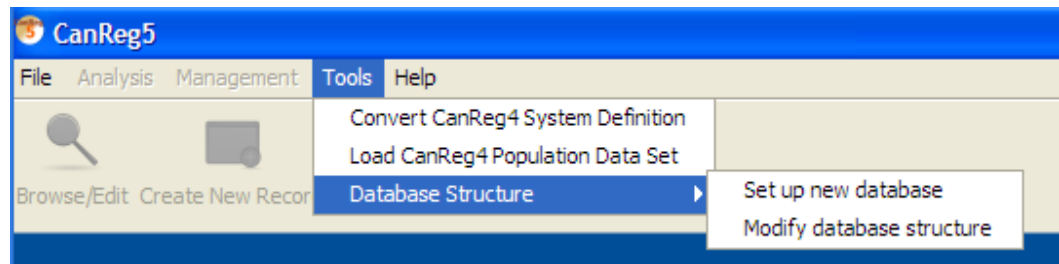 CanReg5
File Analysis Management Tools Help
Convert CanReg4 System Definition
Load CanReg4 Population Data Set
Browse/Edit Create New Recor
Database Structure
Set up new database
Modify database structure